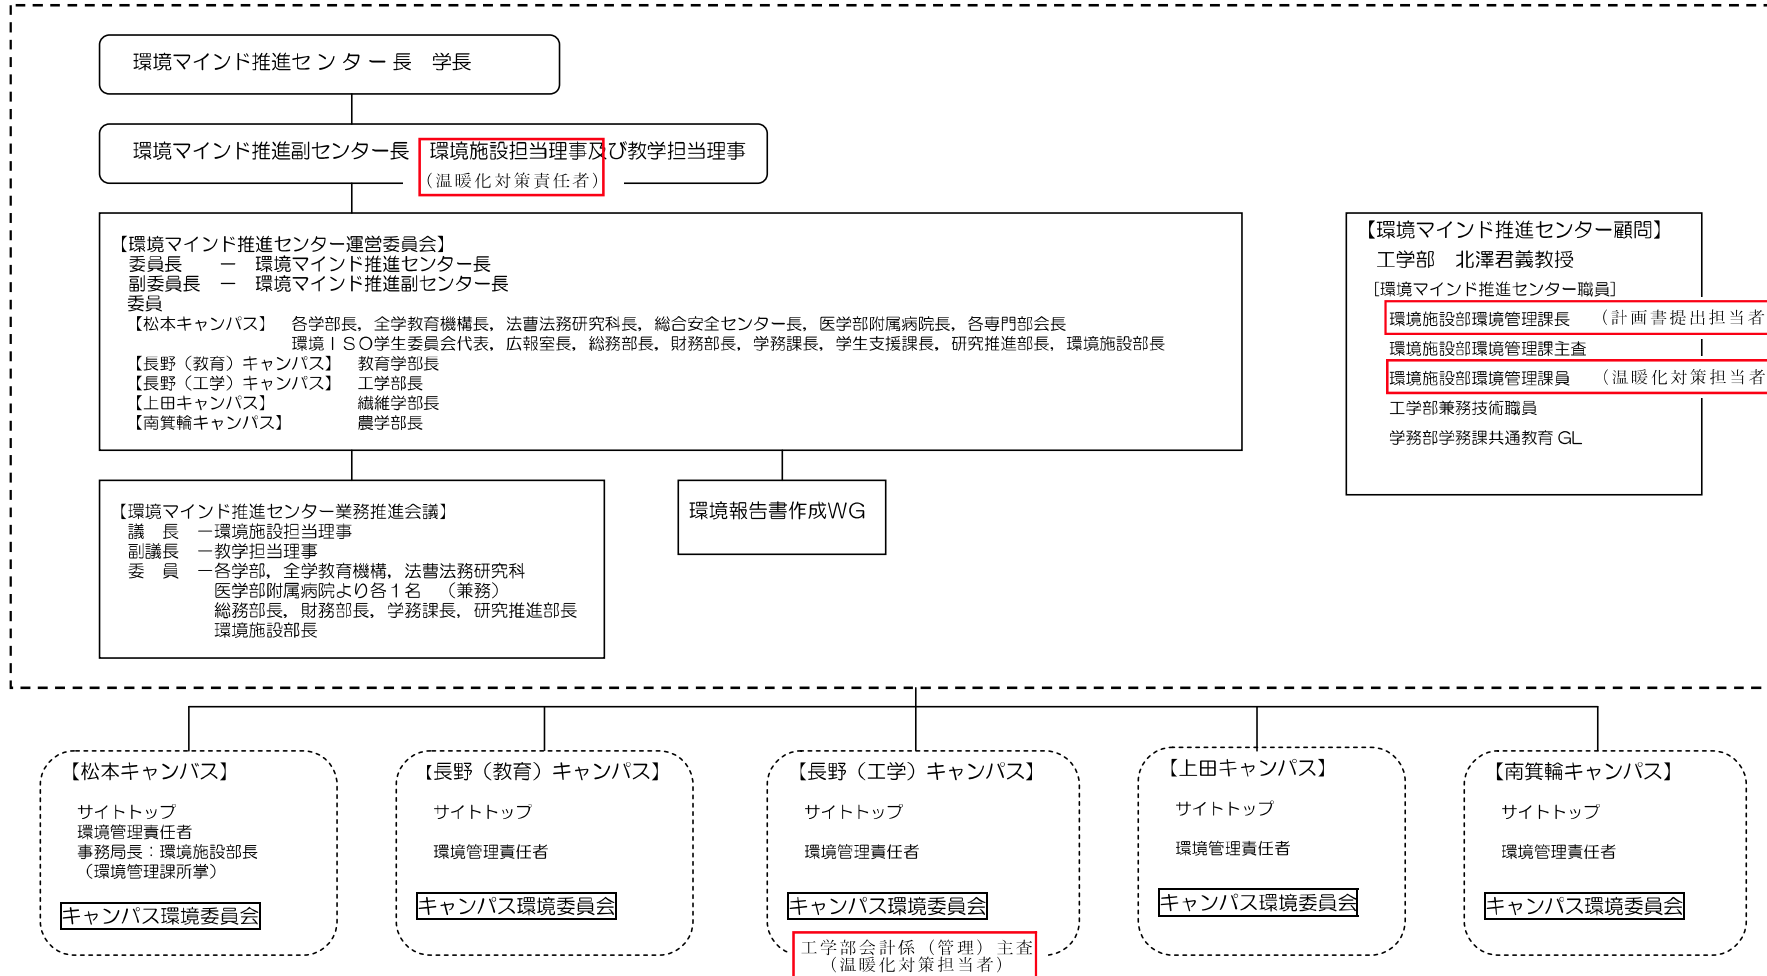 環境マインド推進センター長　学長
環境マインド推進副センター長　環境施設担当理事及び教学担当理事
（温暖化対策責任者）
【環境マインド推進センター運営委員会】
委員長　－　環境マインド推進センター長
副委員長　－　環境マインド推進副センター長
委員
【松本キャンパス】　各学部長，全学教育機構長，法曹法務研究科長，総合安全センター長，医学部附属病院長，各専門部会長
環境ＩＳＯ学生委員会代表，広報室長，総務部長，財務部長，学務課長，学生支援課長，研究推進部長，環境施設部長
【長野（教育）キャンパス】　教育学部長
【長野（工学）キャンパス】　工学部長
【上田キャンパス】　繊維学部長
【南箕輪キャンパス】　農学部長
【環境マインド推進センター顧問】
工学部　北澤君義教授
［環境マインド推進センター職員］
環境施設部環境管理課長　（計画書提出担当者
環境施設部環境管理課主査
環境施設部環境管理課員　（温暖化対策担当者
工学部兼務技術職員
学務部学務課共通教育 GL
【環境マインド推進センター業務推進会議】
議　長　－環境施設担当理事
副議長　－教学担当理事
委　員　－各学部，全学教育機構，法曹法務研究科
医学部附属病院より各１名　（兼務）
総務部長，財務部長，学務課長，研究推進部長
環境施設部長
環境報告書作成WG
【松本キャンパス】
サイトトップ
環境管理責任者
事務局長：環境施設部長
（環境管理課所掌）
キャンパス環境委員会
【長野（教育）キャンパス】
サイトトップ
環境管理責任者
キャンパス環境委員会
【長野（工学）キャンパス】
サイトトップ
環境管理責任者
キャンパス環境委員会
工学部会計係（管理）主査
（温暖化対策担当者）
【上田キャンパス】
サイトトップ
環境管理責任者
キャンパス環境委員会
【南箕輪キャンパス】
サイトトップ
環境管理責任者
キャンパス環境委員会